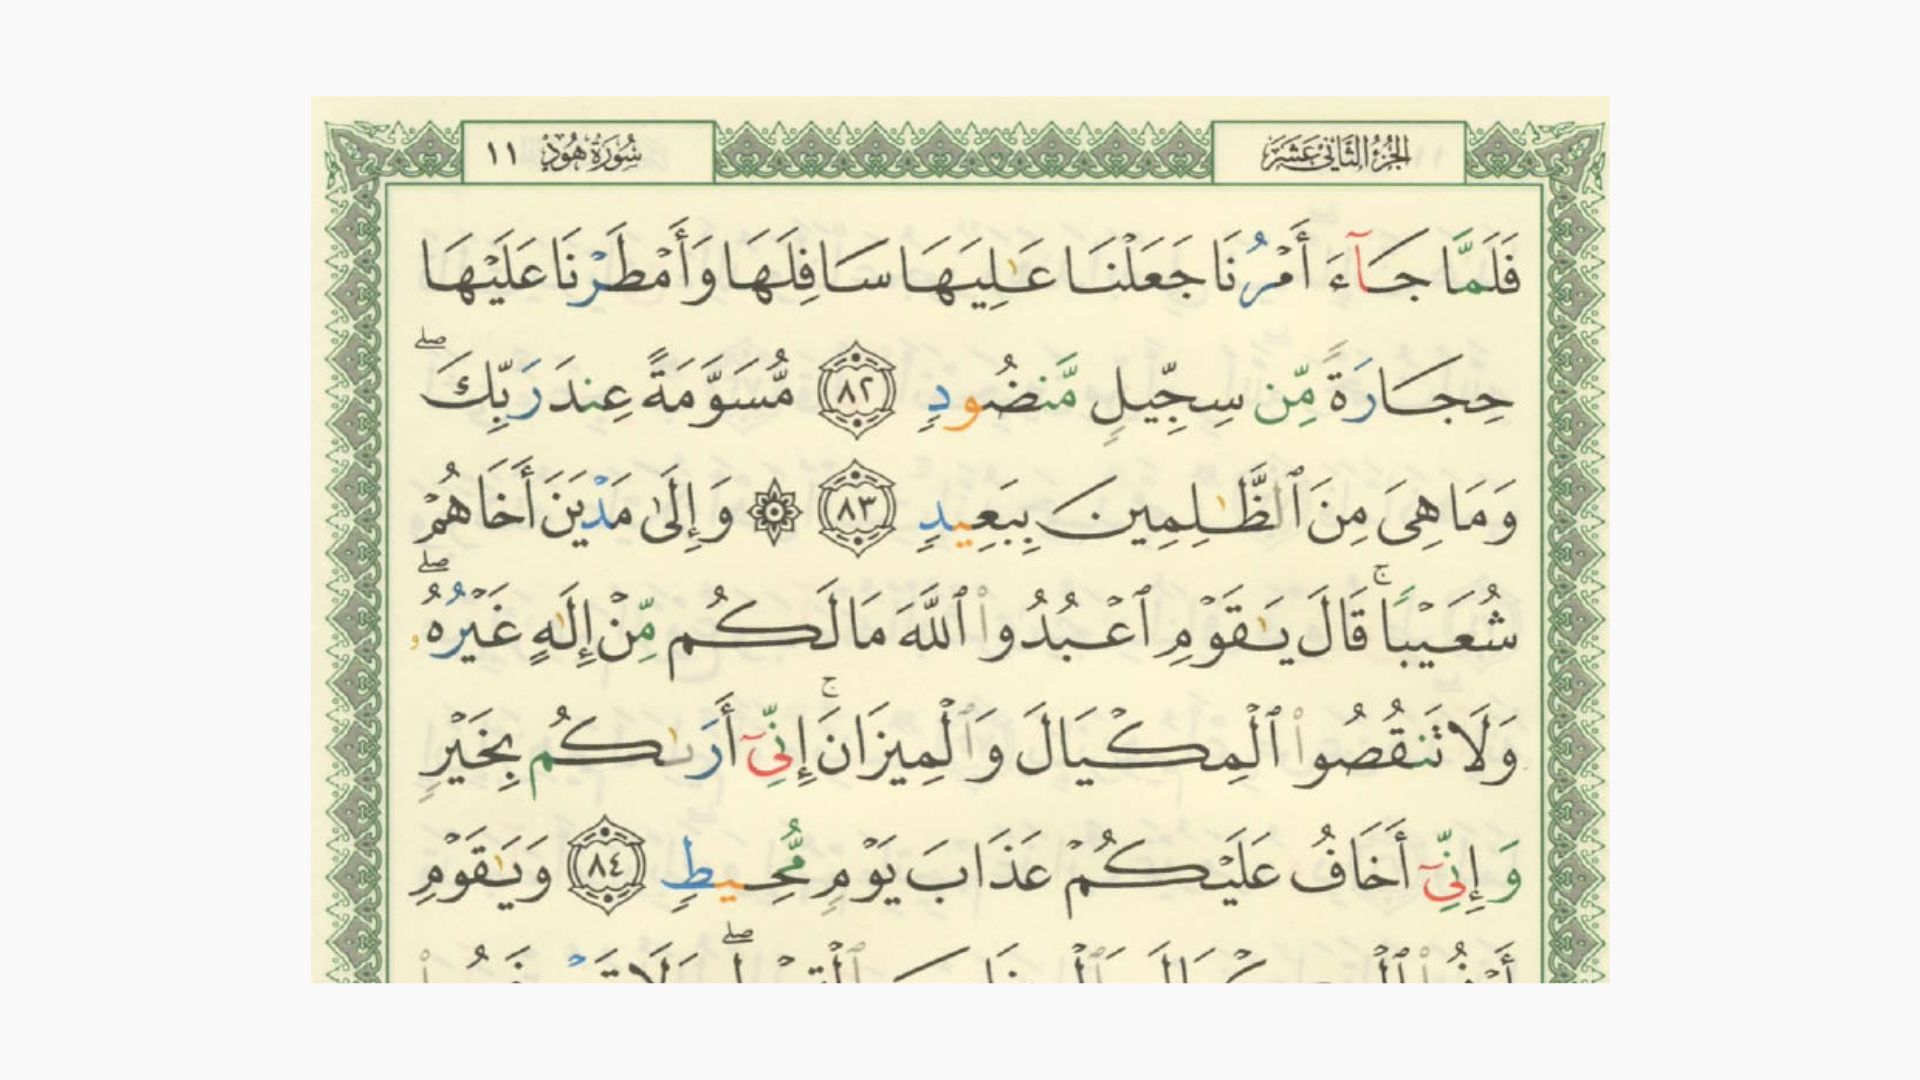 الجزء الثاني عشر
سورة هود ١١
فَلَمَّا جَآءَ أَمْرُنَا جَعَلْنَا عَٰلِيَهَا سَافِلَهَا وَأَمْطَرْنَا عَلَيْهَا
حِجَارَةً مِّن سِجِّيلٍ مَّنضُودٍ ٨٢ مُّسَوَّمَةً عِندَ رَبِّكَ ۖ
وَمَا هِىَ مِنَ ٱلظَّٰلِمِينَ بِبَعِيدٍ ٨٣ ۞ وَإِلَىٰ مَدْيَنَ أَخَاهُمْ
شُعَيْبًا ۚ قَالَ يَٰقَوْمِ ٱعْبُدُوا۟ ٱللَّهَ مَا لَكُم مِّنْ إِلَٰهٍ غَيْرُهُۥ ۖ
وَلَا تَنقُصُوا۟ ٱلْمِكْيَالَ وَٱلْمِيزَانَ ۚ إِنِّىٓ أَرَىٰكُم بِخَيْرٍ
وَإِنِّىٓ أَخَافُ عَلَيْكُمْ عَذَابَ يَوْمٍ مُّحِيطٍ ٨٤ وَيَٰقَوْمِ